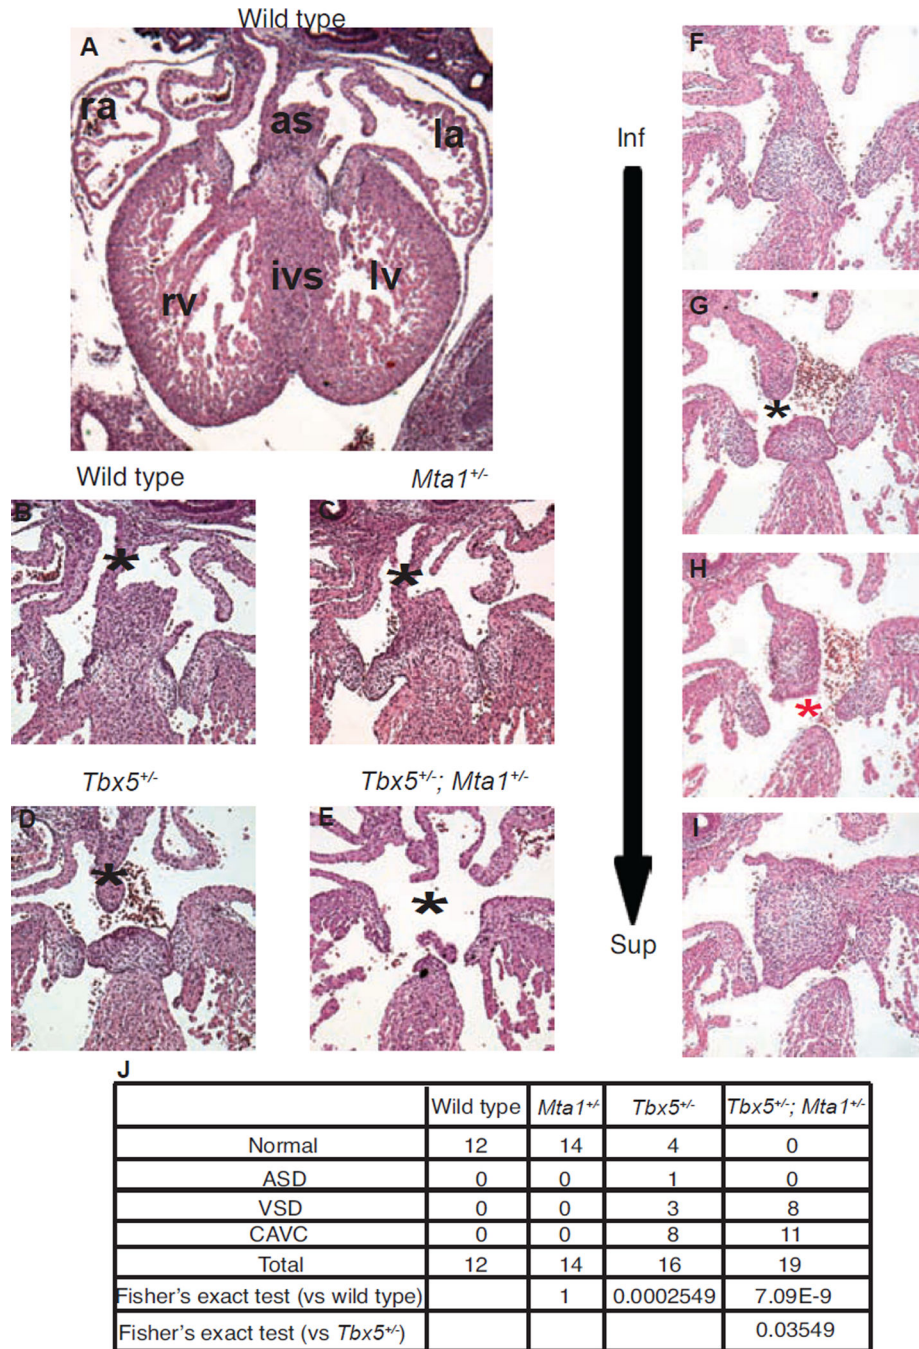 Wild type
A
ra
as
la
rv
ivs
lv
Wild type
Mta1+/-
B
*
C
*
Tbx5+/-
Tbx5+/-; Mta1+/-
D
*
E
*
Inf
Sup
F
G
*
H
*
I
J
Wild type Mta1+/- Tbx5+/- Tbx5+/-; Mta1+/-
Normal 12 14 4 0
ASD 0 0 1 0
VSD 0 0 3 8
CAVC 0 0 8 11
Total 12 14 16 19
Fisher's exact test (vs wild type) 1 0.0002549 7.09E-9
Fisher's exact test (vs Tbx5+/-) 0.03549